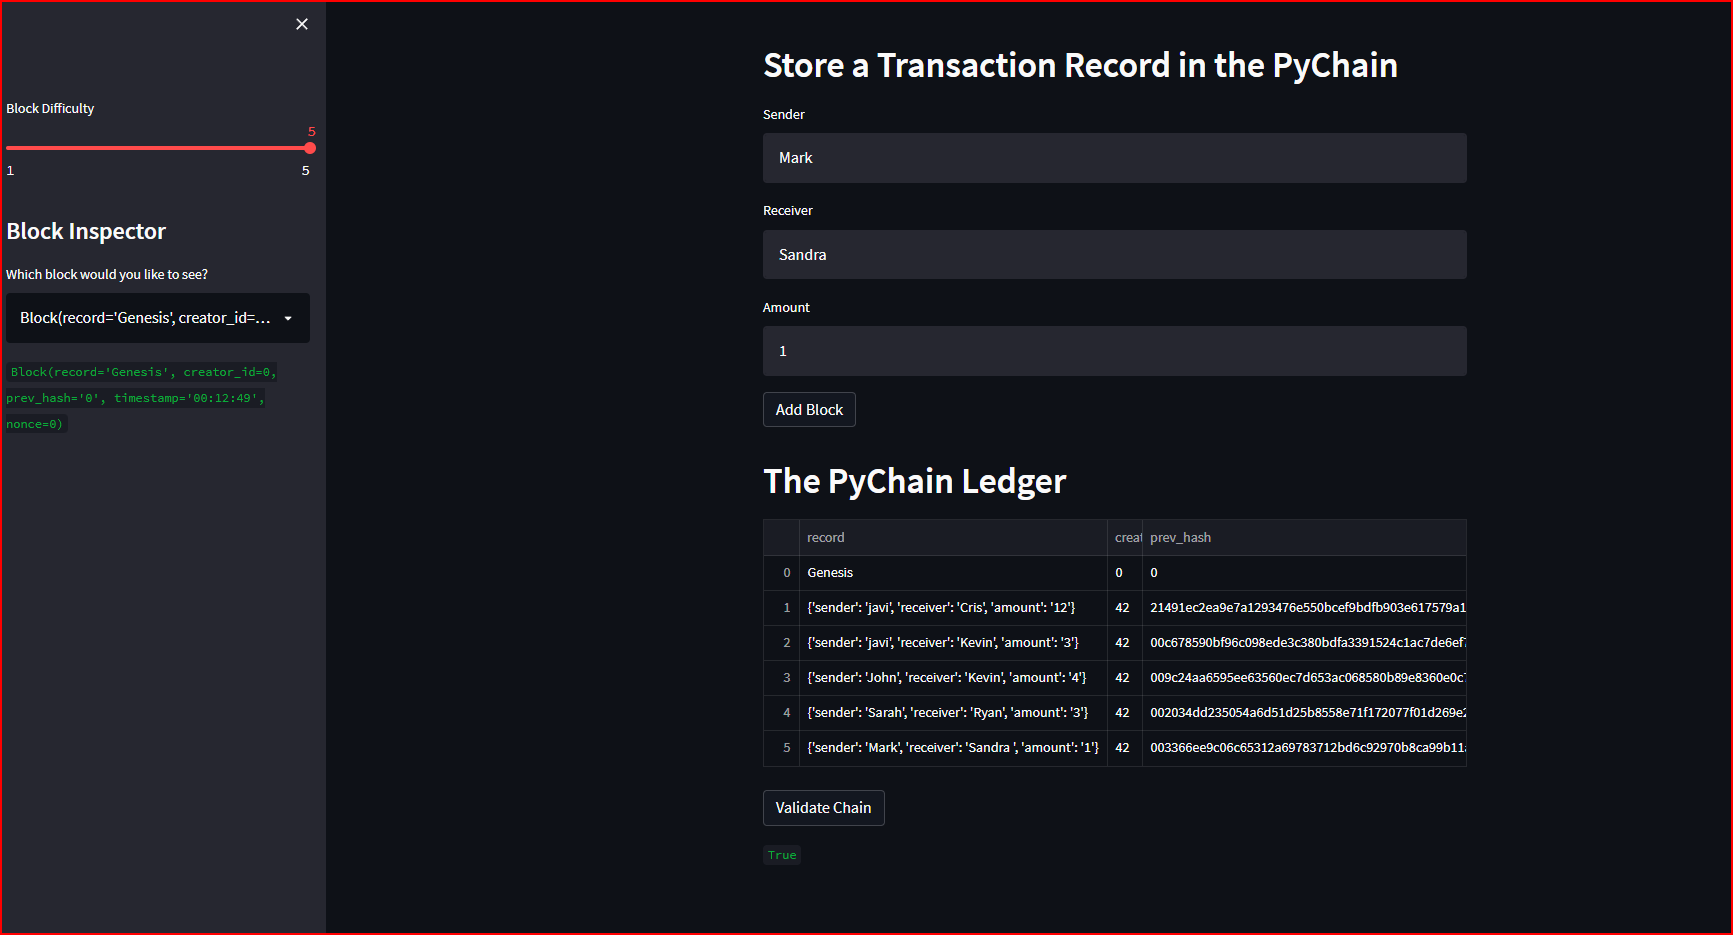 Block Difficulty
5
1 5
Block Inspector
Which block would you like to see?
Block(record='Genesis', creator_id=...
Block(record='Genesis', creator_id=0,
prev_hash='0', timestamp='00:12:49',
nonce=0)
Store a Transaction Record in the PyChain
Sender
Mark
Receiver
Sandra
Amount
1
Add Block
The PyChain Ledger
record creat prev_hash
0 Genesis 0 0
1 {'sender': 'javi', 'receiver': 'Cris', 'amount': '12'} 42 21491ec2ea9e7a1293476e550bcef9bdfb903e617579a1
2 {'sender': 'javi', 'receiver': 'Kevin', 'amount': '3'} 42 00c678590bf96c098ede3c380bdfa3391524c1ac7de6ef7
3 {'sender': 'John', 'receiver': 'Kevin', 'amount': '4'} 42 009c24aa6595ee63560ec7d653ac068580b89e8360e0c7
4 {'sender': 'Sarah', 'receiver': 'Ryan', 'amount': '3'} 42 002034dd235054a6d51d25b8558e71f172077f01d269e2
5 {'sender': 'Mark', 'receiver': 'Sandra ', 'amount': '1'} 42 003366ee9c06c65312a69783712bd6c92970b8ca99b11a
Validate Chain
True